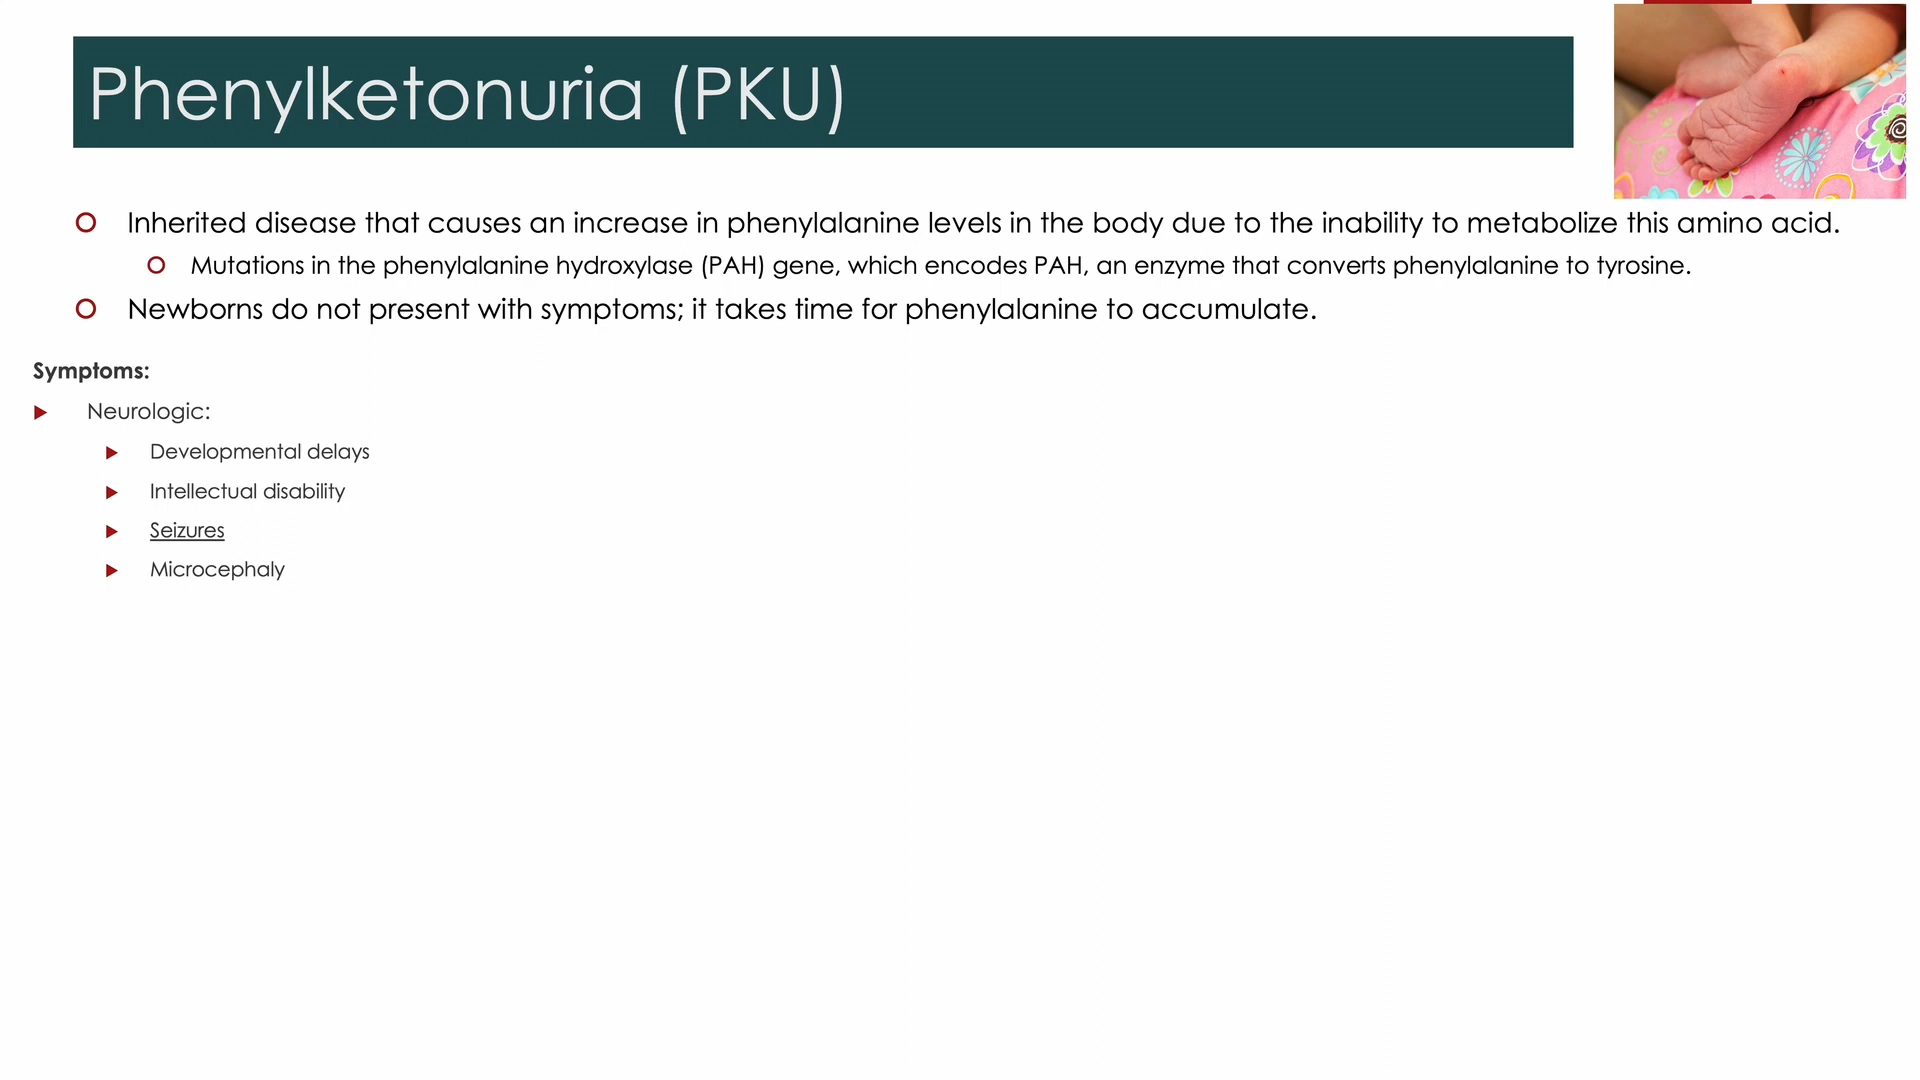 Phenylketonuria (PKU)
Inherited disease that causes an increase in phenylalanine levels in the body due to the inability to metabolize this amino acid.
Mutations in the phenylalanine hydroxylase (PAH) gene, which encodes PAH, an enzyme that converts phenylalanine to tyrosine.
Newborns do not present with symptoms; it takes time for phenylalanine to accumulate.
Symptoms:
Neurologic:
Developmental delays
Intellectual disability
Seizures
Microcephaly